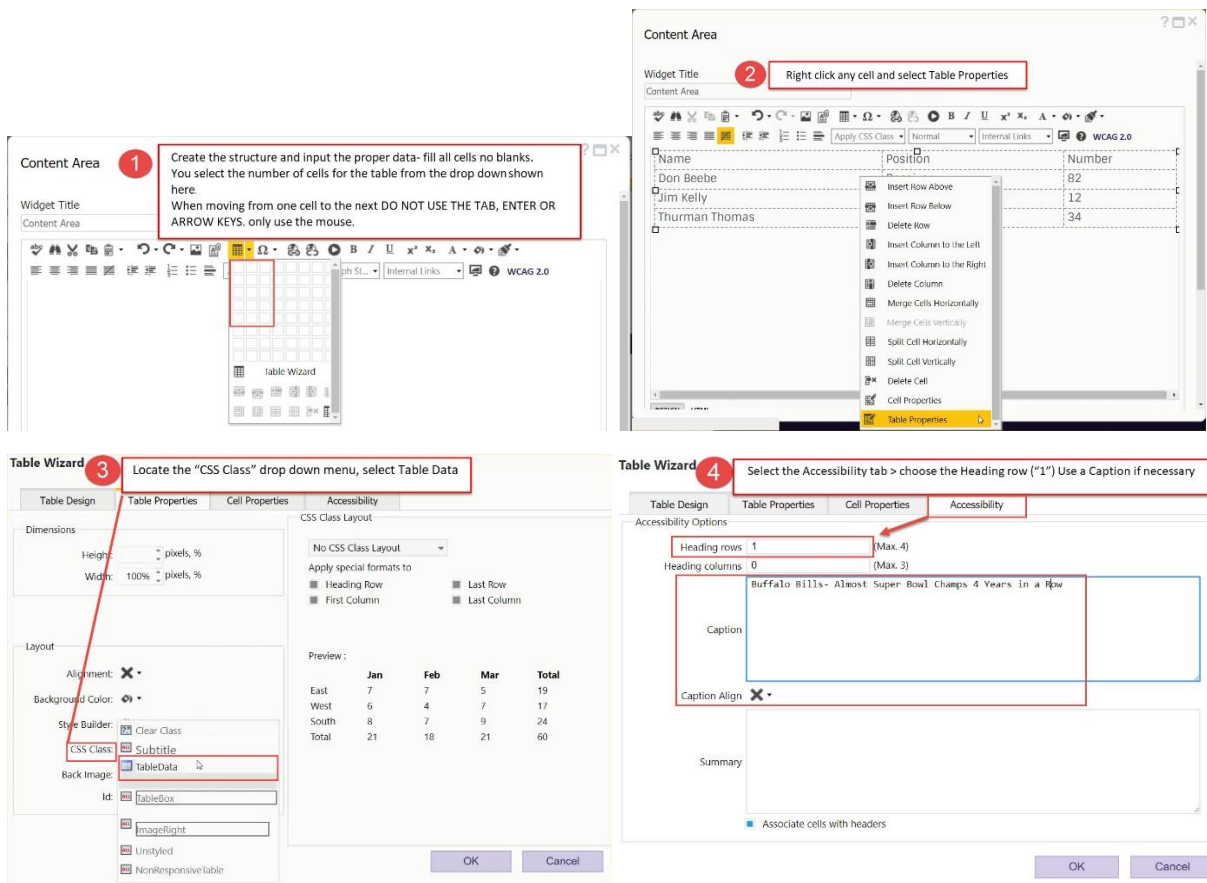 Content Area
1
Create the structure and input the proper data- fill all cells no blanks.
You select the number of cells for the table from the drop down shown
here.
When moving from one cell to the next DO NOT USE THE TAB, ENTER OR
ARROW KEYS. only use the mouse.
Widget Title
Content Area
Internal Links
WCAG 2.0
Table Wizard
Content Area
Widget Title
2
Right click any cell and select Table Properties
Content Area
Apply CSS Class
Normal
Internal Links
WCAG 2.0
Name Position Number
Don Beebe 82
Jim Kelly 12
Thurman Thomas 34
Insert Row Above
Insert Row Below
Delete Row
Insert Column to the Left
Insert Column to the Right
Delete Column
Merge Cells Horizontally
Merge Cells Vertically
Split Cell Horizontally
Split Cell Vertically
Delete Cell
Cell Properties
Table Properties
Table Wizard
3
Locate the “CSS Class” drop down menu, select Table Data
Table Design Table Properties Cell Properties Accessibility
Dimensions
Height: pixels, %
Width: 100% pixels, %
Layout
Alignment:
Background Color:
Style Builder:
CSS Class:
Back Image:
Id:
Clear Class
Subtitle
TableData
TableBox
ImageRight
Unstyled
NonResponsiveTable
CSS Class Layout
No CSS Class Layout
Apply special formats to
Heading Row Last Row
First Column Last Column
Preview :
Jan Feb Mar Total
East 7 7 5 19
West 6 4 7 17
South 8 7 9 24
Total 21 18 21 60
OK Cancel
Table Wizard
4
Select the Accessibility tab > choose the Heading row (“1”) Use a Caption if necessary
Table Design Table Properties Cell Properties Accessibility
Accessibility Options
Heading rows 1 (Max. 4)
Heading columns 0 (Max. 3)
Caption
Buffalo Bills- Almost Super Bowl Champs 4 Years in a Row
Caption Align
Summary
Associate cells with headers
OK Cancel